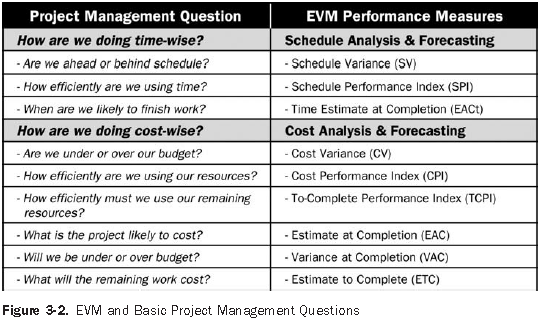 Project Management Question EVM Performance Measures
How are we doing time-wise? Schedule Analysis & Forecasting
- Are we ahead or behind schedule? - Schedule Variance (SV)
- How efficiently are we using time? - Schedule Performance Index (SPI)
- When are we likely to finish work? - Time Estimate at Completion (EACt)
How are we doing cost-wise? Cost Analysis & Forecasting
- Are we under or over our budget? - Cost Variance (CV)
- How efficiently are we using our resources? - Cost Performance Index (CPI)
- How efficiently must we use our remaining - To-Complete Performance Index (TCPI)
resources?
- What is the project likely to cost? - Estimate at Completion (EAC)
- Will we be under or over budget? - Variance at Completion (VAC)
- What will the remaining work cost? - Estimate to Complete (ETC)
Figure 3-2. EVM and Basic Project Management Questions